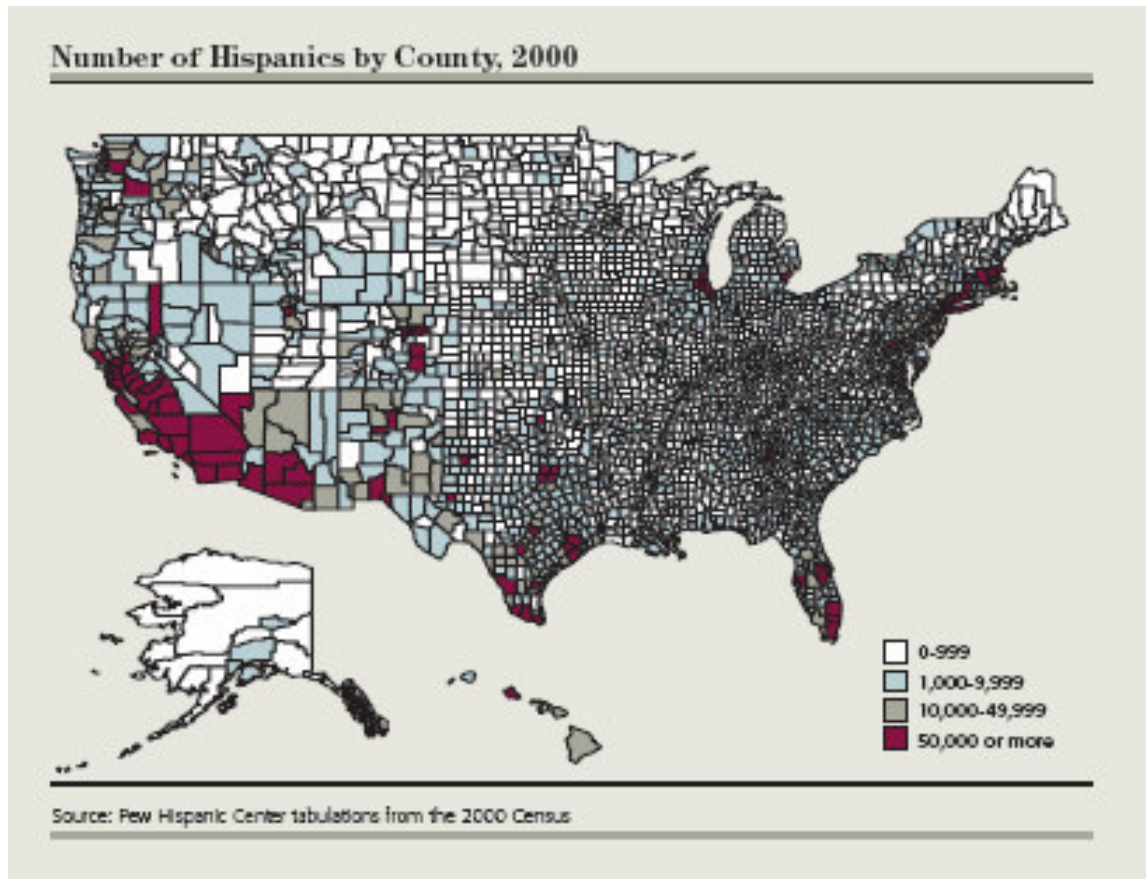 Number of Hispanics by County, 2000
0-999
1,000-9,999
10,000-49,999
50,000 or more
Source: Pew Hispanic Center tabulations from the 2000 Census